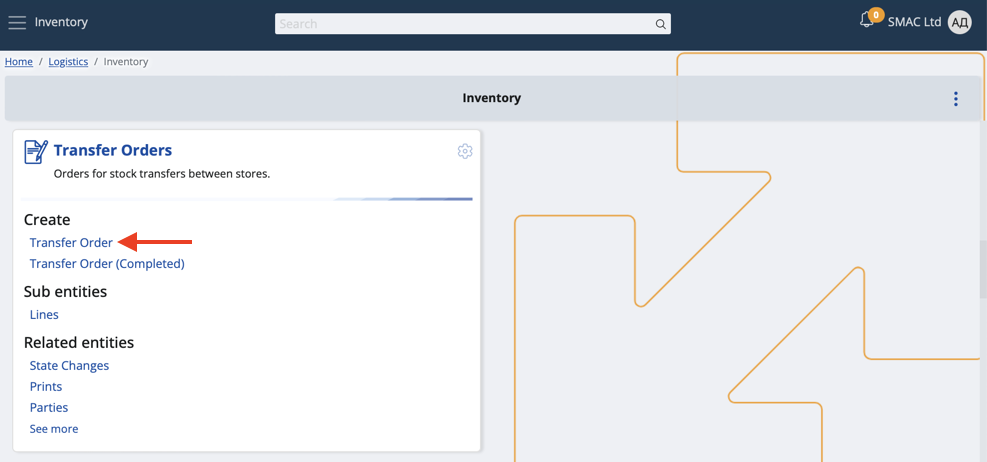 Inventory
Search
0
SMAC Ltd
АД
Home / Logistics / Inventory
Inventory
Transfer Orders
Orders for stock transfers between stores.
Create
Transfer Order
Transfer Order (Completed)
Sub entities
Lines
Related entities
State Changes
Prints
Parties
See more